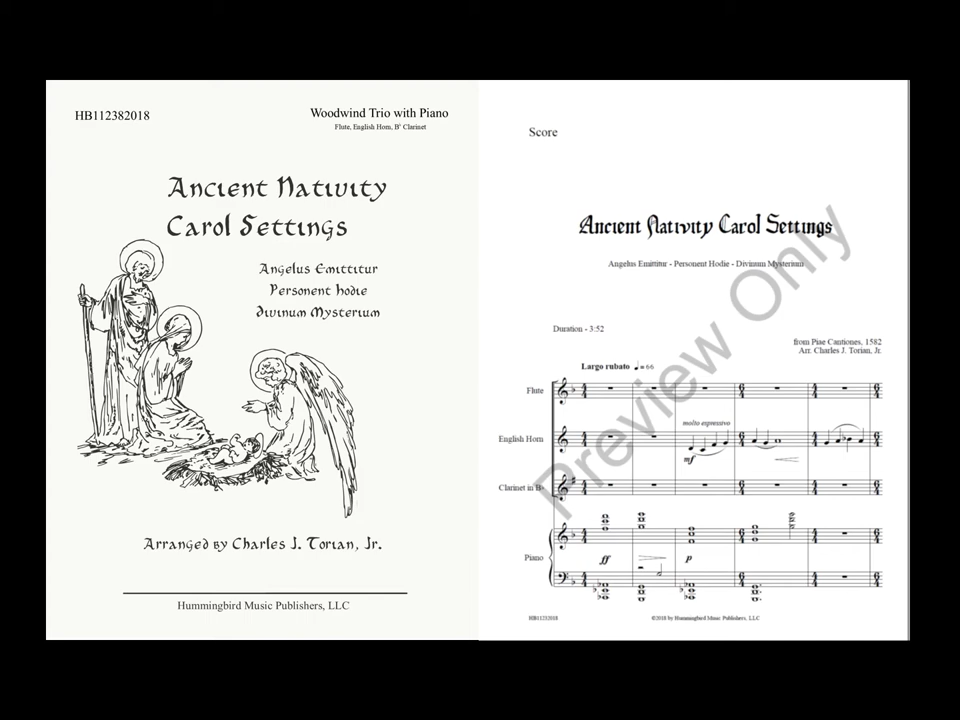 HB112382018
Woodwind Trio with Piano
Flute, English Horn, B♭ Clarinet
Ancient Nativity
Carol Settings
Angelus Emittitur
Personent Hodie
Divinum Mysterium
Arranged by Charles J. Torian, Jr.
Hummingbird Music Publishers, LLC
Score
Ancient Nativity Carol Settings
Angelus Emittitur - Personent Hodie - Divinum Mysterium
Duration - 3:52
from Piae Cantiones, 1582
Arr. Charles J. Torian, Jr.
Largo rubato ♩= 66
Flute
molto espressivo
English Horn
mf
Clarinet in B♭
Piano
ff
p
HB11232018
©2018 by Hummingbird Music Publishers, LLC
Preview Only